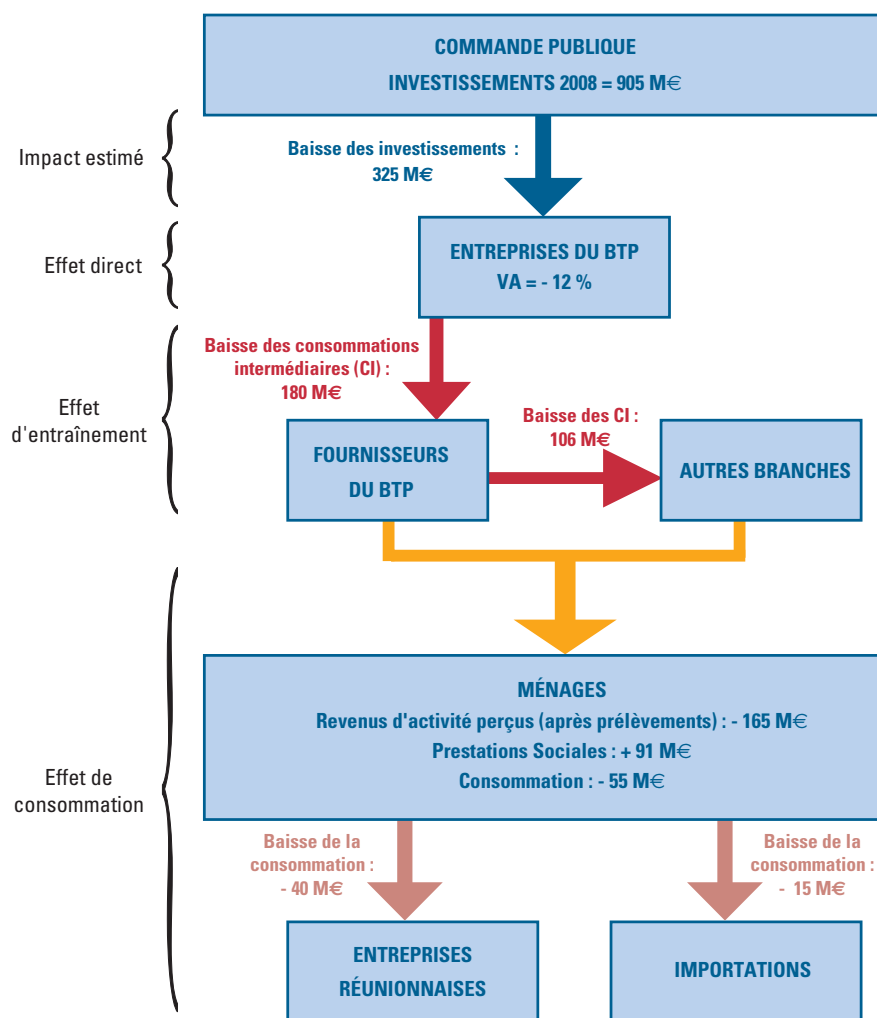 COMMANDE PUBLIQUE
INVESTISSEMENTS 2008 = 905 M€
Impact estimé
Baisse des investissements :
325 M€
Effet direct
ENTREPRISES DU BTP
VA = - 12 %
Effet
d'entraînement
Baisse des consommations
intermédiaires (CI) :
180 M€
Baisse des CI :
106 M€
FOURNISSEURS
DU BTP
AUTRES BRANCHES
Effet de
consommation
MÉNAGES
Revenus d'activité perçus (après prélèvements) : - 165 M€
Prestations Sociales : + 91 M€
Consommation : - 55 M€
Baisse de la
consommation :
- 40 M€
Baisse de la
consommation :
- 15 M€
ENTREPRISES
RÉUNIONNAISES
IMPORTATIONS